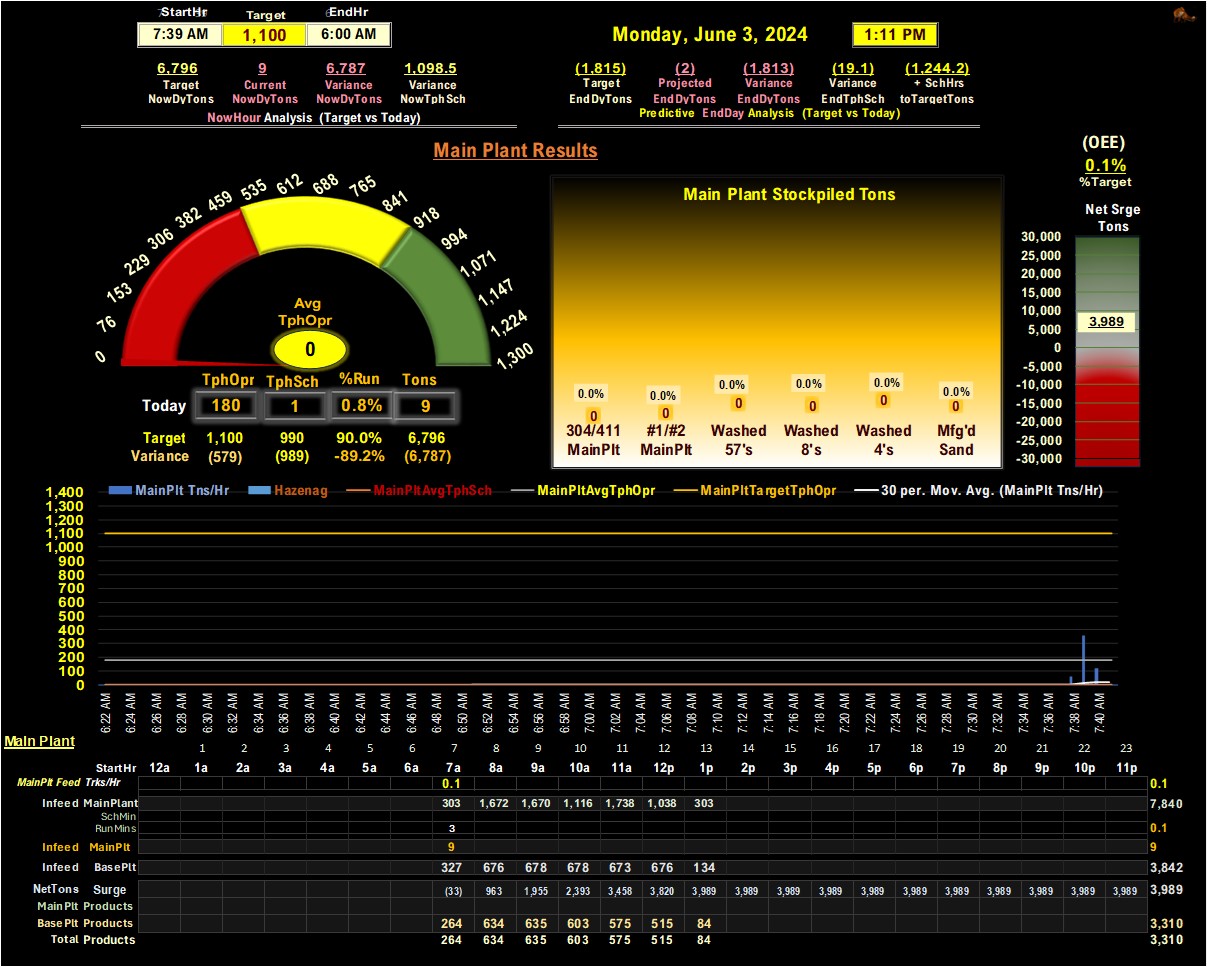 StartHr Target EndHr
7:39 AM 1,100 6:00 AM
Monday, June 3, 2024 1:11 PM
6,796 9 6,787 1,098.5
Target Current Variance Variance
NowDyTons NowDyTons NowDyTons NowTphSch
NowHour Analysis (Target vs Today)
(1,815) (2) (1,813) (19.1) (1,244.2)
Target Projected Variance Variance + SchHrs
EndDyTons EndDyTons EndDyTons EndTphSch toTargetTons
Predictive EndDay Analysis (Target vs Today)
Main Plant Results
(OEE)
0.1%
%Target
Net Srge
Tons
30,000
25,000
20,000
15,000
10,000
5,000
0
-5,000
-10,000
-15,000
-20,000
-25,000
-30,000
3,989
0 76 153 229 306 382 459 535 612 688 765 841 918 994 1,071 1,147 1,224 1,300
Avg
TphOpr
0
TphOpr TphSch %Run Tons
Today 180 1 0.8% 9
Target 1,100 990 90.0% 6,796
Variance (579) (989) -89.2% (6,787)
Main Plant Stockpiled Tons
0.0% 0.0% 0.0% 0.0% 0.0% 0.0%
0 0 0 0 0 0
304/411 #1/#2 Washed Washed Washed Mfg'd
MainPlt MainPlt 57's 8's 4's Sand
MainPlt Tns/Hr Hazenag MainPltAvgTphSch MainPltAvgTphOpr MainPltTargetTphOpr 30 per. Mov. Avg. (MainPlt Tns/Hr)
1,400
1,300
1,200
1,100
1,000
900
800
700
600
500
400
300
200
100
0
6:22 AM 6:24 AM 6:26 AM 6:28 AM 6:30 AM 6:32 AM 6:34 AM 6:36 AM 6:38 AM 6:40 AM 6:42 AM 6:44 AM 6:46 AM 6:48 AM 6:50 AM 6:52 AM 6:54 AM 6:56 AM 6:58 AM 7:00 AM 7:02 AM 7:04 AM 7:06 AM 7:08 AM 7:10 AM 7:12 AM 7:14 AM 7:16 AM 7:18 AM 7:20 AM 7:22 AM 7:24 AM 7:26 AM 7:28 AM 7:30 AM 7:32 AM 7:34 AM 7:36 AM 7:38 AM 7:40 AM
Main Plant
1 2 3 4 5 6 7 8 9 10 11 12 13 14 15 16 17 18 19 20 21 22 23
StartHr 12a 1a 2a 3a 4a 5a 6a 7a 8a 9a 10a 11a 12p 1p 2p 3p 4p 5p 6p 7p 8p 9p 10p 11p
MainPlt Feed Trks/Hr 0.1 0.1
Infeed MainPlant 303 1,672 1,670 1,116 1,738 1,038 303 7,840
SchMin
RunMins 3 0.1
Infeed MainPlt 9 9
Infeed BasePlt 327 676 678 678 673 676 134 3,842
NetTons Surge (33) 963 1,955 2,393 3,458 3,820 3,989 3,989 3,989 3,989 3,989 3,989 3,989 3,989 3,989 3,989 3,989 3,989
MainPlt Products
BasePlt Products 264 634 635 603 575 515 84 3,310
Total Products 264 634 635 603 575 515 84 3,310